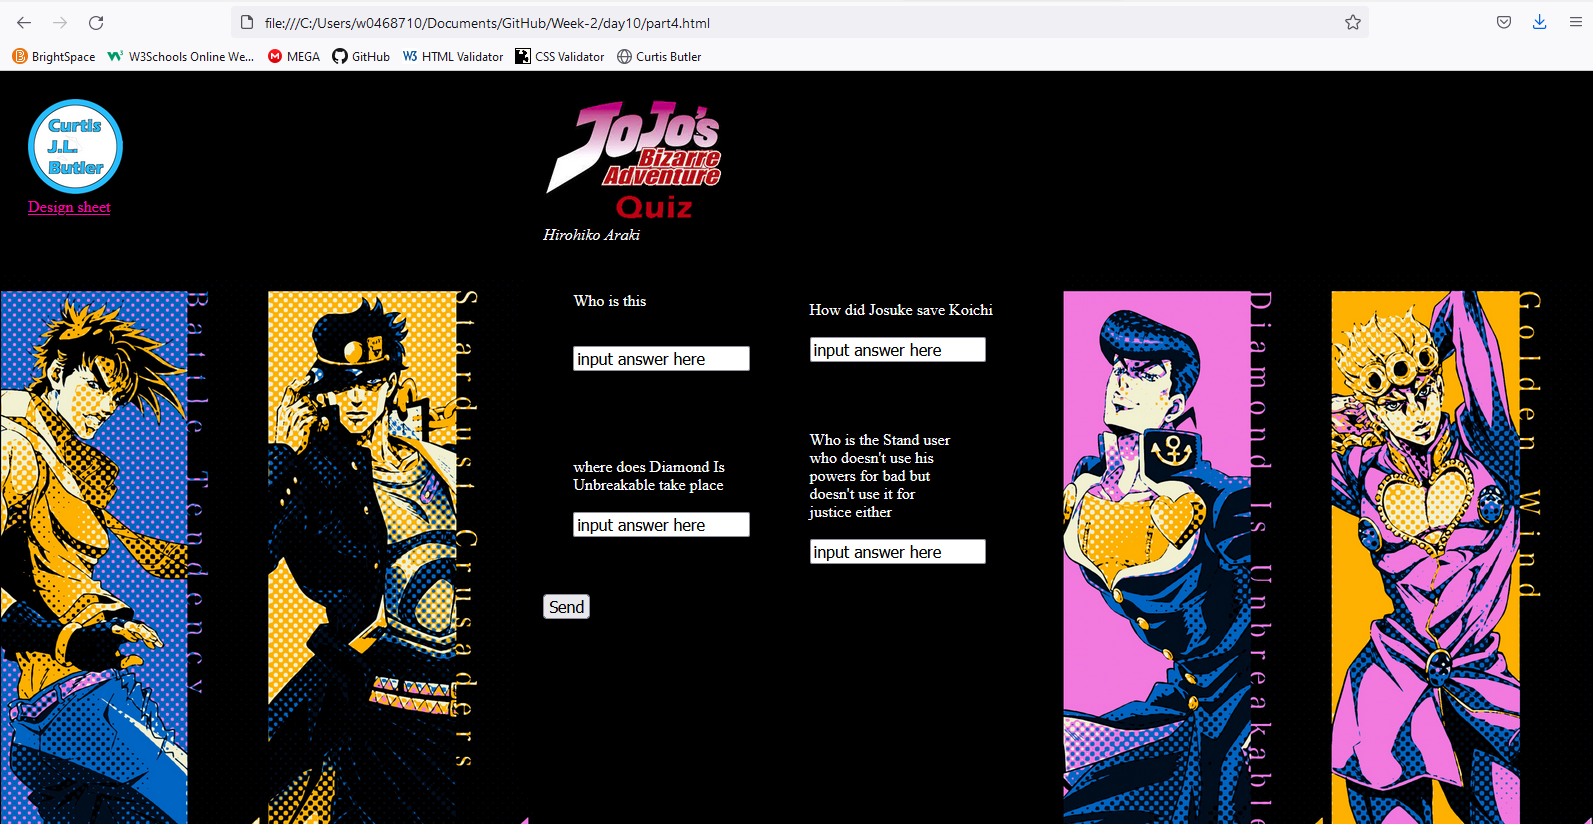 file:///C:/Users/w0468710/Documents/GitHub/Week-2/day10/part4.html
BrightSpace
W3Schools Online We...
MEGA
GitHub
HTML Validator
CSS Validator
Curtis Butler
Curtis
J.L.
Butler
Design sheet
JoJo's
Bizarre
Adventure
Quiz
Hirohiko Araki
Battle Tendency
Stardust Crusaders
Who is this
input answer here
How did Josuke save Koichi
input answer here
where does Diamond Is
Unbreakable take place
input answer here
Who is the Stand user
who doesn't use his
powers for bad but
doesn't use it for
justice either
input answer here
Send
Diamond Is Unbreakable
Golden Wind